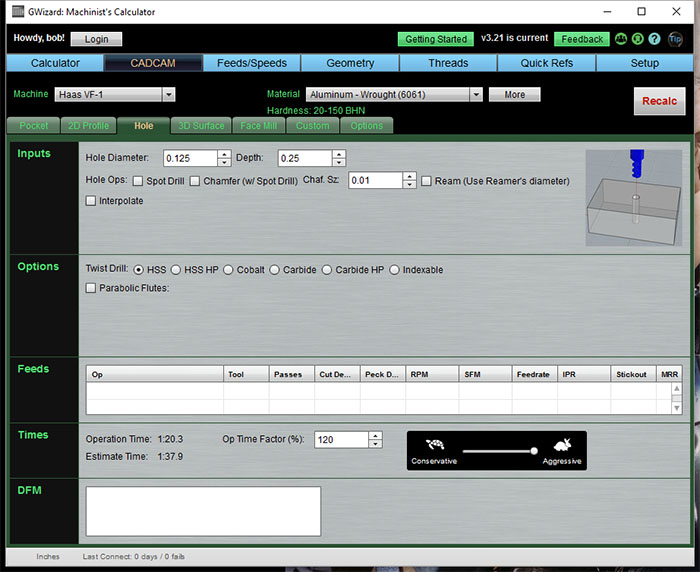 GWizard: Machinist's Calculator
Howdy, bob! Login Getting Started v3.21 is current Feedback ? Tip
Calculator CADCAM Feeds/Speeds Geometry Threads Quick Refs Setup
Machine Haas VF-1 Material Aluminum - Wrought (6061) More Recalc
Hardness: 20-150 BHN
Pocket 2D Profile Hole 3D Surface Face Mill Custom Options
Inputs
Hole Diameter: 0.125 Depth: 0.25
Hole Ops: Spot Drill Chamfer (w/ Spot Drill) Chaf. Sz: 0.01 Ream (Use Reamer's diameter)
Interpolate
Options
Twist Drill: HSS HSS HP Cobalt Carbide Carbide HP Indexable
Parabolic Flutes:
Feeds
Op Tool Passes Cut De... Peck D... RPM SFM Feedrate IPR Stickout MRR
Times
Operation Time: 1:20.3 Op Time Factor (%): 120
Estimate Time: 1:37.9
Conservative Aggressive
DFM
Inches Last Connect: 0 days / 0 fails